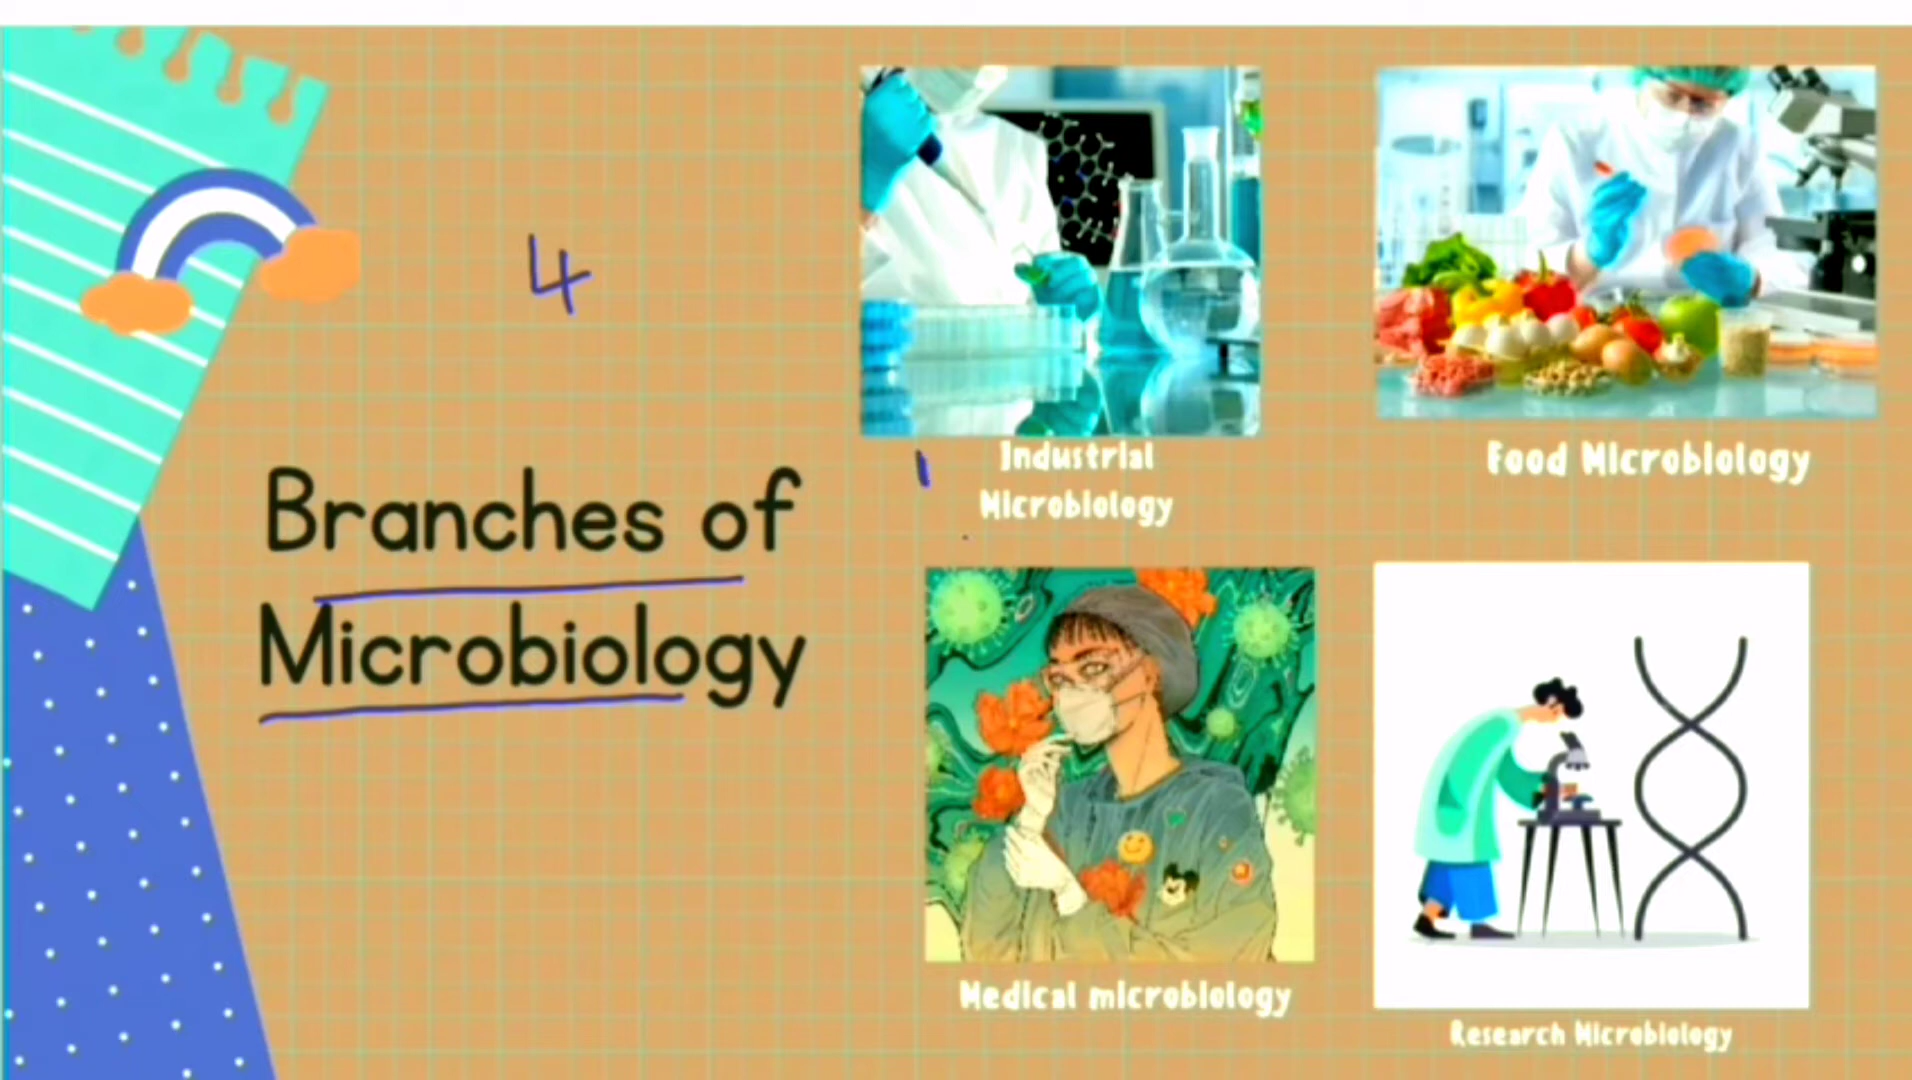 4
Branches of
Microbiology
Industrial
Microbiology
Food Microbiology
Medical microbiology
Research Microbiology